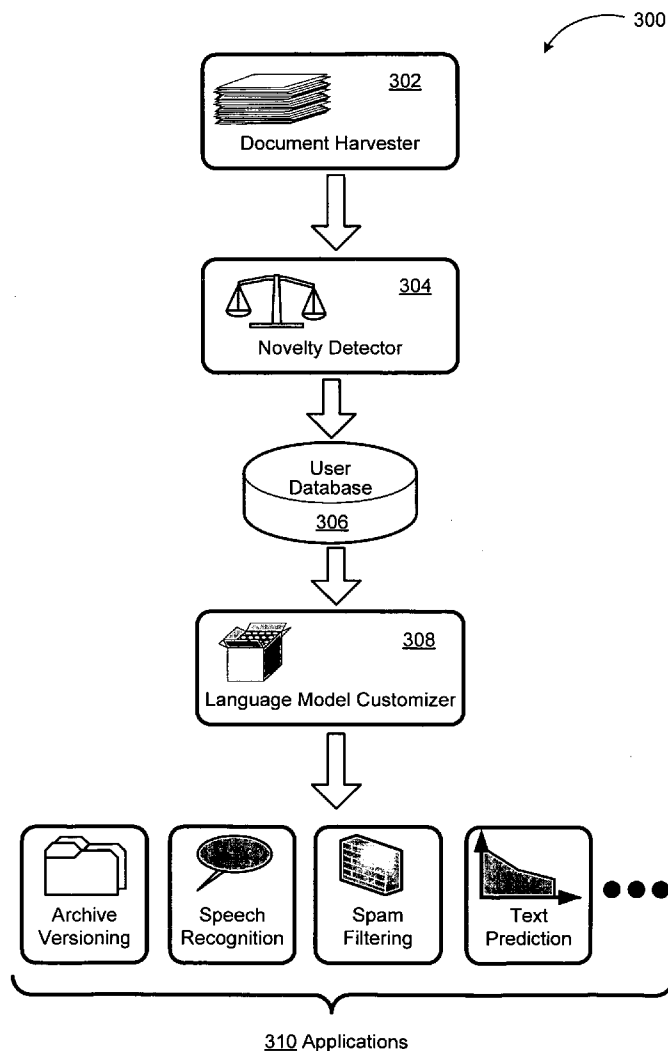 300
302
Document Harvester
304
Novelty Detector
User
Database
306
308
Language Model Customizer
Archive
Versioning
Speech
Recognition
Spam
Filtering
Text
Prediction
310 Applications